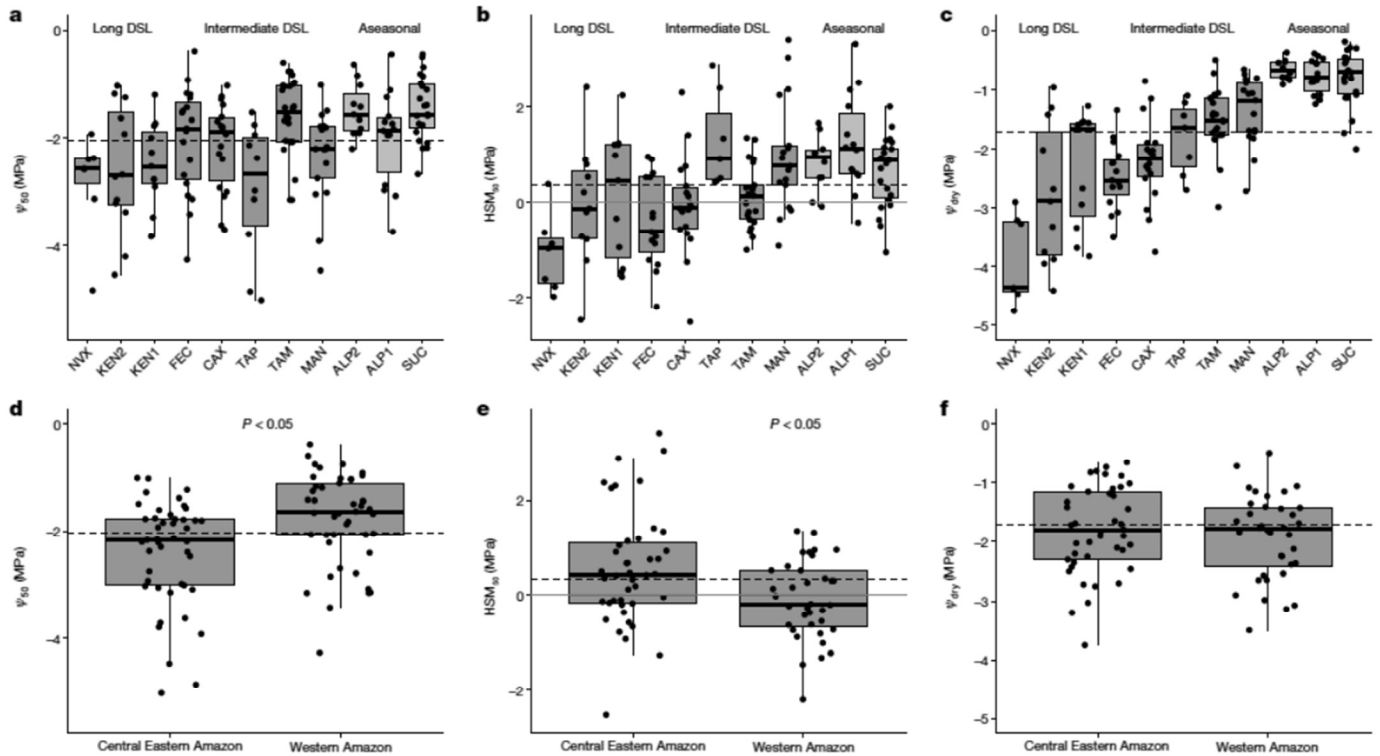 a
Long DSL Intermediate DSL Aseasonal
0
−2
−4
ψ50 (MPa)
NVX KEN2 KEN1 FEC CAX TAP TAM MAN ALP2 ALP1 SUC
b
Long DSL Intermediate DSL Aseasonal
2
0
−2
HSM50 (MPa)
NVX KEN2 KEN1 FEC CAX TAP TAM MAN ALP2 ALP1 SUC
c
Long DSL Intermediate DSL Aseasonal
0
−1
−2
−3
−4
−5
ψdry (MPa)
NVX KEN2 KEN1 FEC CAX TAP TAM MAN ALP2 ALP1 SUC
d
P < 0.05
0
−2
−4
ψ50 (MPa)
Central Eastern Amazon Western Amazon
e
P < 0.05
2
0
−2
HSM50 (MPa)
Central Eastern Amazon Western Amazon
f
0
−1
−2
−3
−4
−5
ψdry (MPa)
Central Eastern Amazon Western Amazon